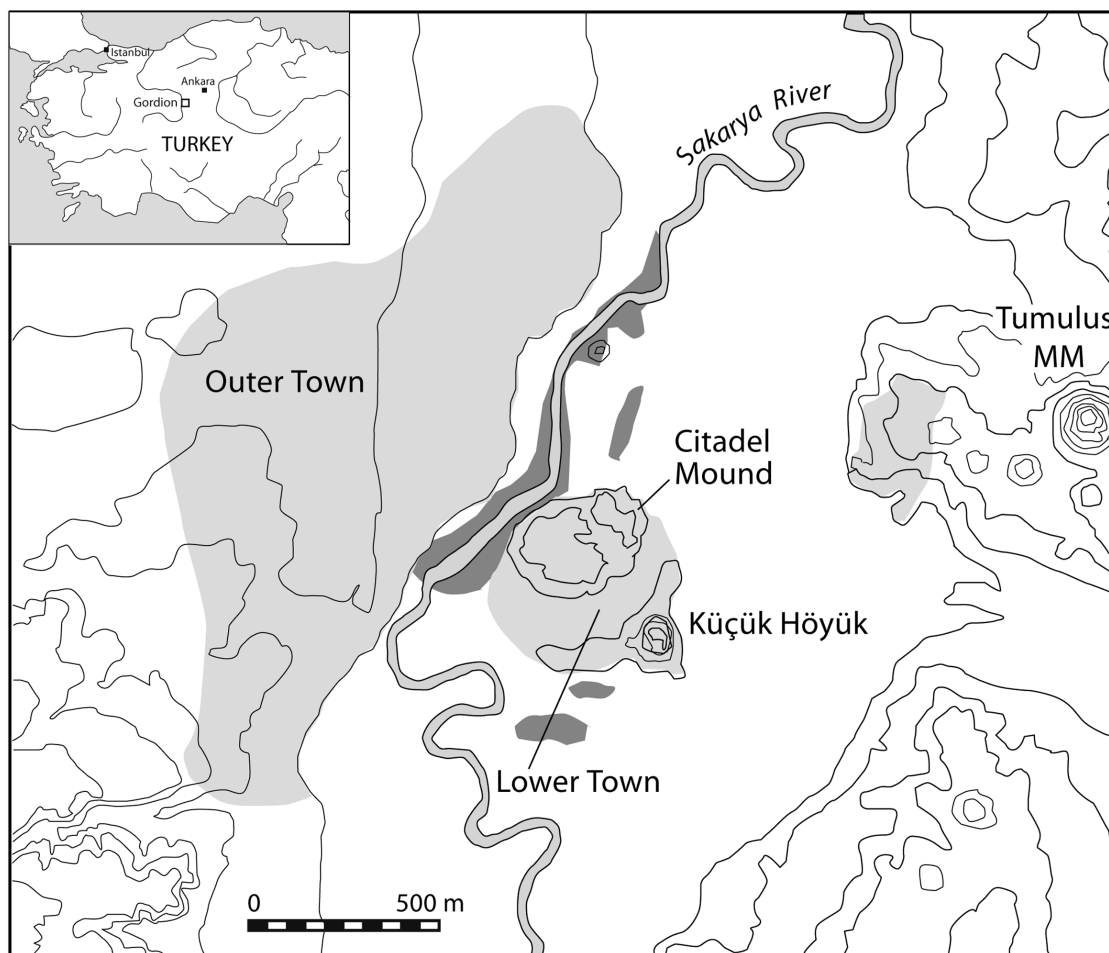 Istanbul
Ankara
Gordion
TURKEY
Sakarya River
Tumulus
MM
Outer Town
Citadel
Mound
Küçük Höyük
Lower Town
0 500 m